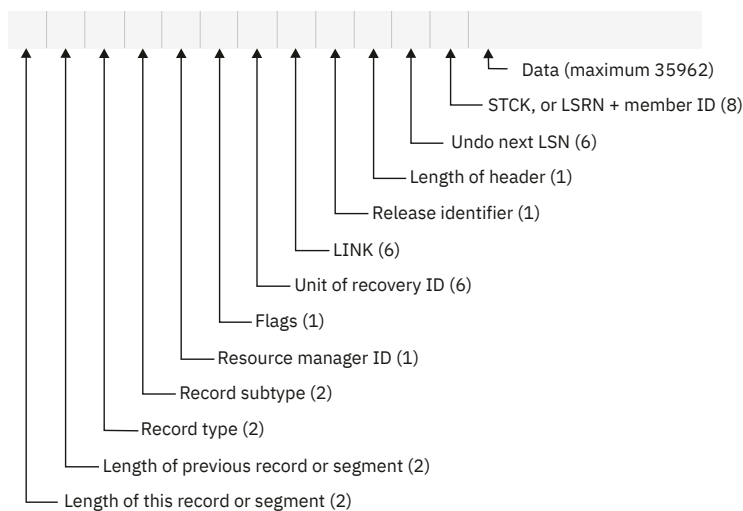 Data (maximum 35962)
STCK, or LSRN + member ID (8)
Undo next LSN (6)
Length of header (1)
Release identifier (1)
LINK (6)
Unit of recovery ID (6)
Flags (1)
Resource manager ID (1)
Record subtype (2)
Record type (2)
Length of previous record or segment (2)
Length of this record or segment (2)